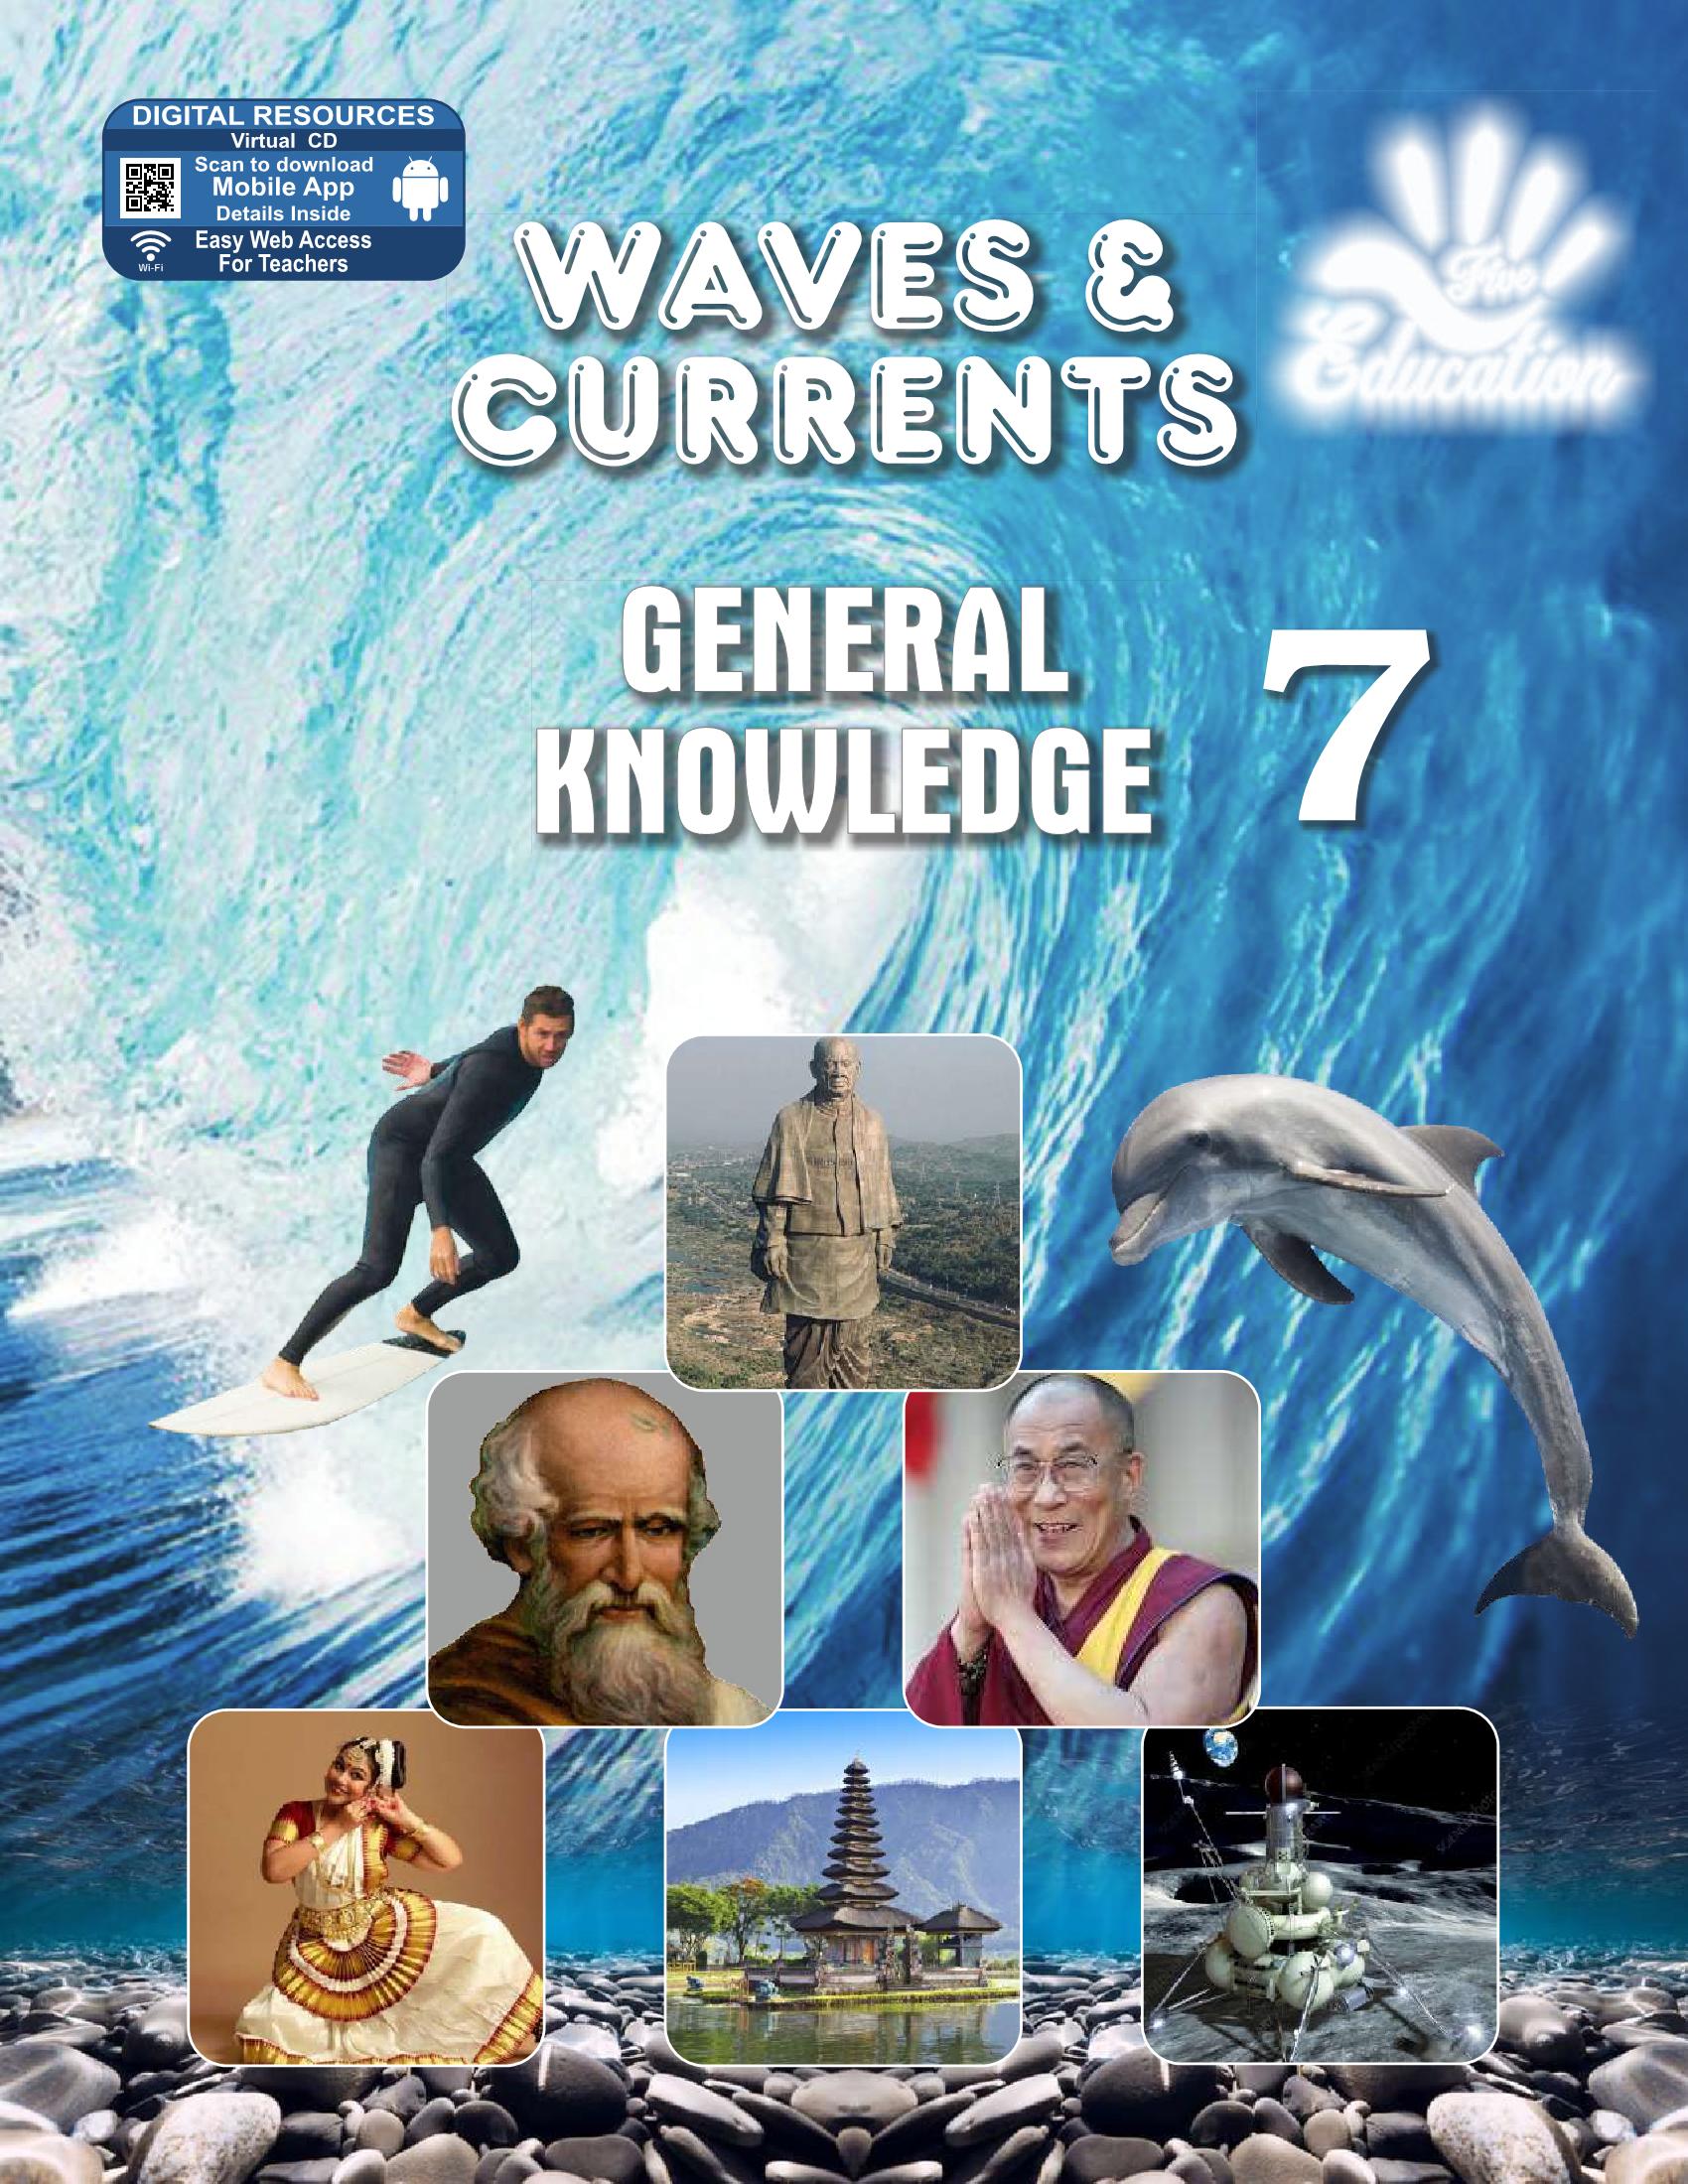 DIGITAL RESOURCES
Virtual CD
Scan to download
Mobile App
Details Inside
Wi-Fi
Easy Web Access
For Teachers
WAVES &
CURRENTS
Five
Education
GENERAL
KNOWLEDGE
7